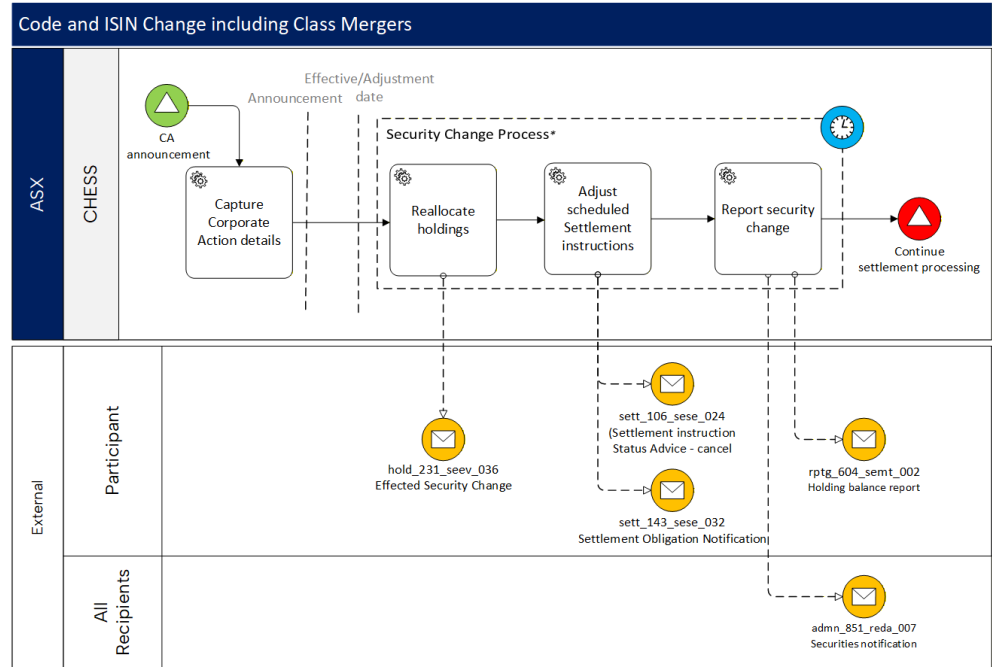 Code and ISIN Change including Class Mergers
ASX
CHESS
CA
announcement
Announcement
Effective/Adjustment
date
Security Change Process*
Capture
Corporate
Action details
Reallocate
holdings
Adjust
scheduled
Settlement
instructions
Report security
change
Continue
settlement processing
External
Participant
hold_231_seev_036
Effected Security Change
sett_106_sese_024
(Settlement instruction
Status Advice - cancel
sett_143_sese_032
Settlement Obligation Notification
rptg_604_semt_002
Holding balance report
All
Recipients
admn_851_reda_007
Securities notification